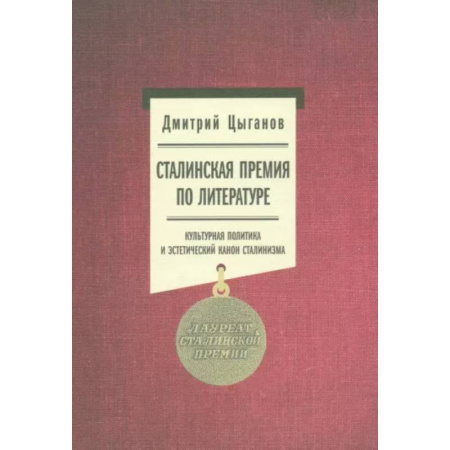 Дмитрий Цыганов
СТАЛИНСКАЯ ПРЕМИЯ
ПО ЛИТЕРАТУРЕ
КУЛЬТУРНАЯ ПОЛИТИКА
И ЭСТЕТИЧЕСКИЙ КАНОН СТАЛИНИЗМА
ЛАУРЕАТ
СТАЛИНСКОЙ
ПРЕМИИ